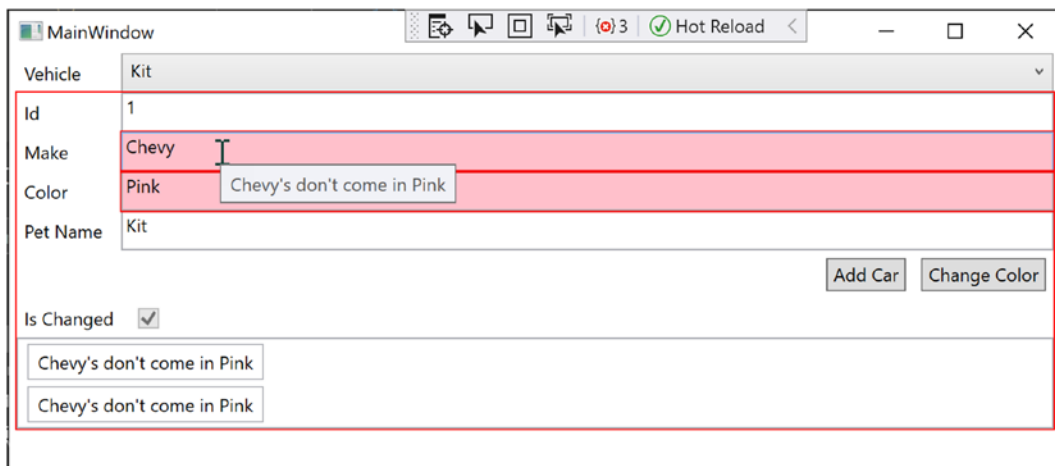 MainWindow
3 Hot Reload
Vehicle Kit
Id 1
Make Chevy
Chevy's don't come in Pink
Color Pink
Pet Name Kit
Add Car Change Color
Is Changed
Chevy's don't come in Pink
Chevy's don't come in Pink